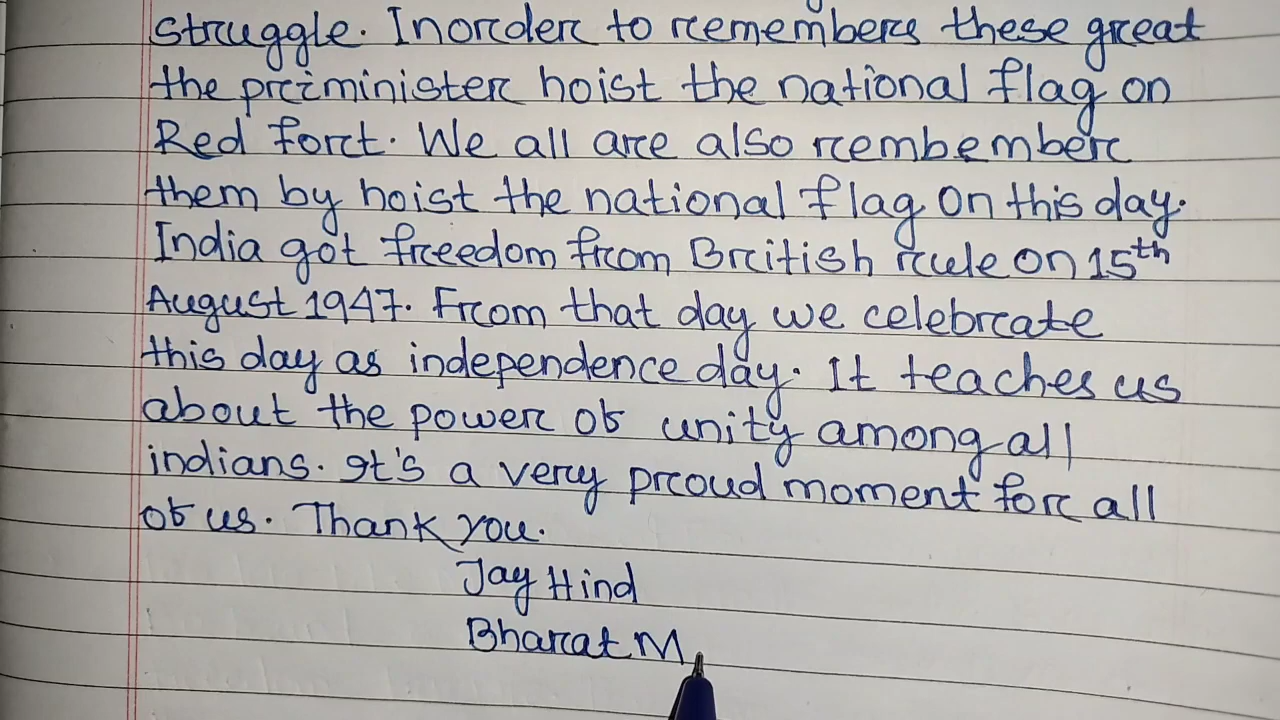 struggle. Inorder to remembers these great
the priminister hoist the national flag on
Red fort. We all are also rembember
them by hoist the national flag on this day.
India got freedom from British rule on 15th
August 1947. From that day we celebrate
this day as independence day. It teaches us
about the power of unity among all
indians. It's a very proud moment for all
of us. Thank you.
Jay Hind
Bharat M